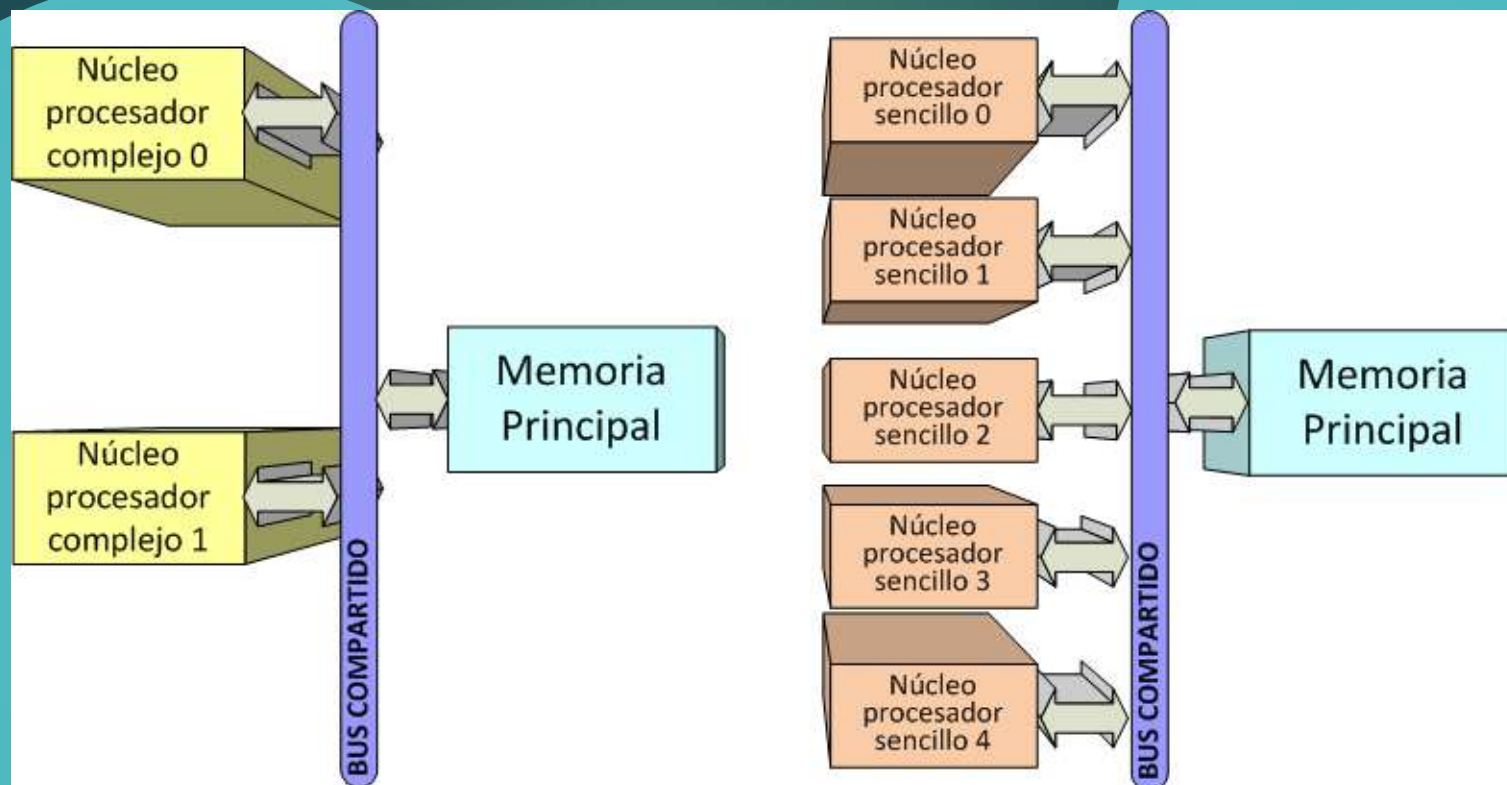 Núcleo
procesador
complejo 0
Núcleo
procesador
complejo 1
BUS COMPARTIDO
Memoria
Principal
Núcleo
procesador
sencillo 0
Núcleo
procesador
sencillo 1
Núcleo
procesador
sencillo 2
Núcleo
procesador
sencillo 3
Núcleo
procesador
sencillo 4
BUS COMPARTIDO
Memoria
Principal